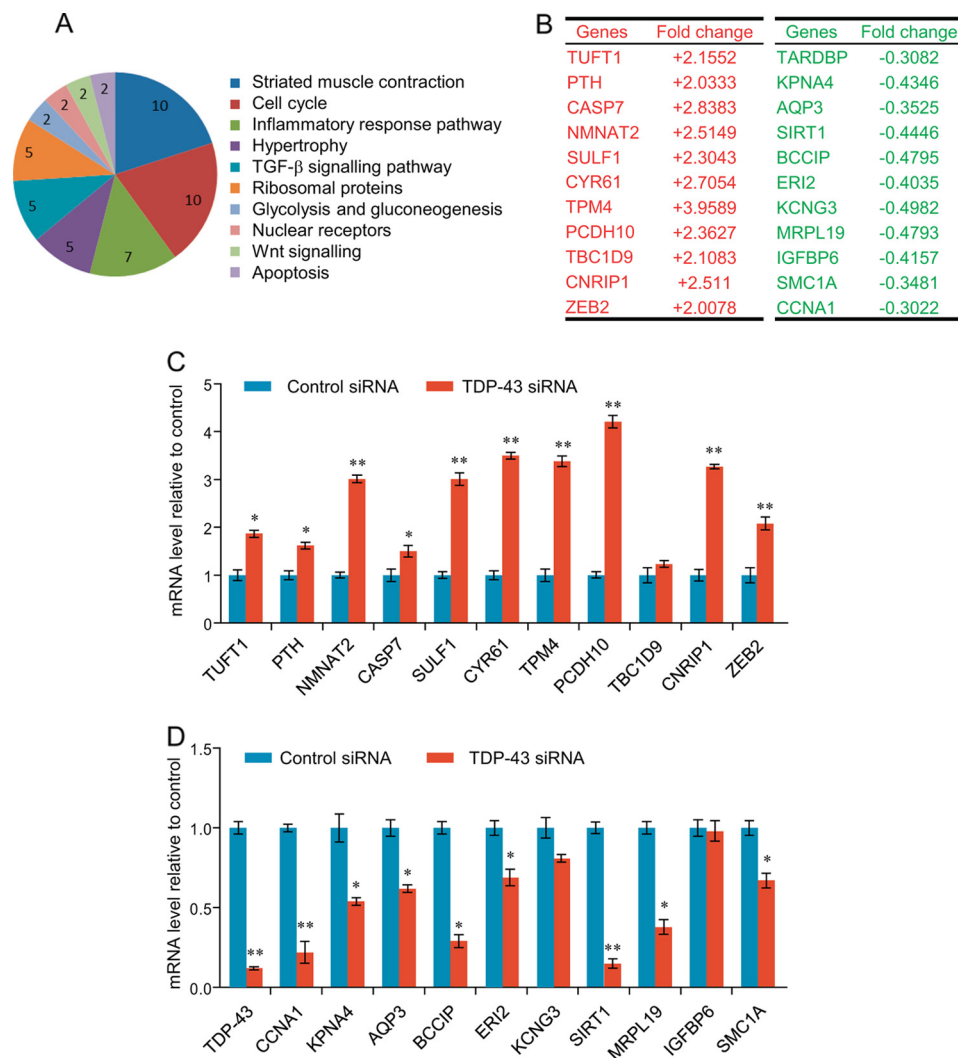 A
10
10
7
5
5
5
2
2
2
2
Striated muscle contraction
Cell cycle
Inflammatory response pathway
Hypertrophy
TGF-β signalling pathway
Ribosomal proteins
Glycolysis and gluconeogenesis
Nuclear receptors
Wnt signalling
Apoptosis
B
Genes Fold change Genes Fold change
TUFT1 +2.1552 TARDBP -0.3082
PTH +2.0333 KPNA4 -0.4346
CASP7 +2.8383 AQP3 -0.3525
NMNAT2 +2.5149 SIRT1 -0.4446
SULF1 +2.3043 BCCIP -0.4795
CYR61 +2.7054 ERI2 -0.4035
TPM4 +3.9589 KCNG3 -0.4982
PCDH10 +2.3627 MRPL19 -0.4793
TBC1D9 +2.1083 IGFBP6 -0.4157
CNRIP1 +2.511 SMC1A -0.3481
ZEB2 +2.0078 CCNA1 -0.3022
C
Control siRNA TDP-43 siRNA
mRNA level relative to control
5
4
3
2
1
0
* * ** * ** ** ** ** ** **
TUFT1 PTH NMNAT2 CASP7 SULF1 CYR61 TPM4 PCDH10 TBC1D9 CNRIP1 ZEB2
D
Control siRNA TDP-43 siRNA
mRNA level relative to control
1.5
1.0
0.5
0.0
** ** * * * * ** * *
TDP-43 CCNA1 KPNA4 AQP3 BCCIP ERI2 KCNG3 SIRT1 MRPL19 IGFBP6 SMC1A